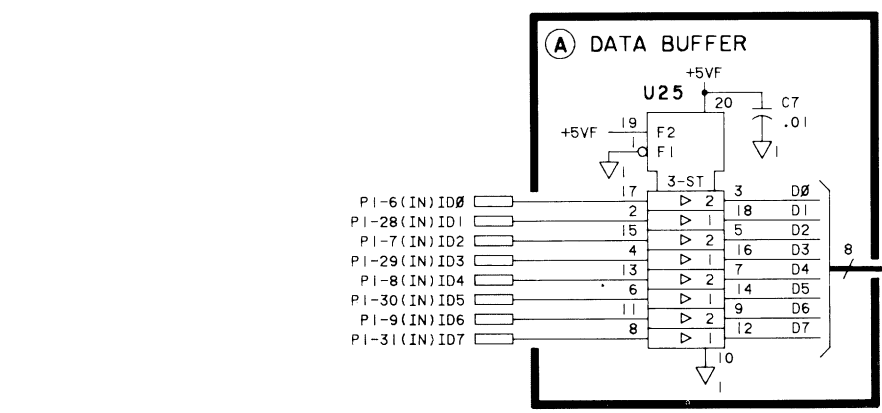 A DATA BUFFER
+5VF
U25
20
C7
.01
1
+5VF
19
F2
1
F1
1
3-ST
P1-6(IN)IDØ 17 2 3 DØ
P1-28(IN)ID1 2 1 18 D1
P1-7(IN)ID2 15 2 5 D2
P1-29(IN)ID3 4 1 16 D3
P1-8(IN)ID4 13 2 7 D4
P1-30(IN)ID5 6 1 14 D5
P1-9(IN)ID6 11 2 9 D6
P1-31(IN)ID7 8 1 12 D7
8
10
1